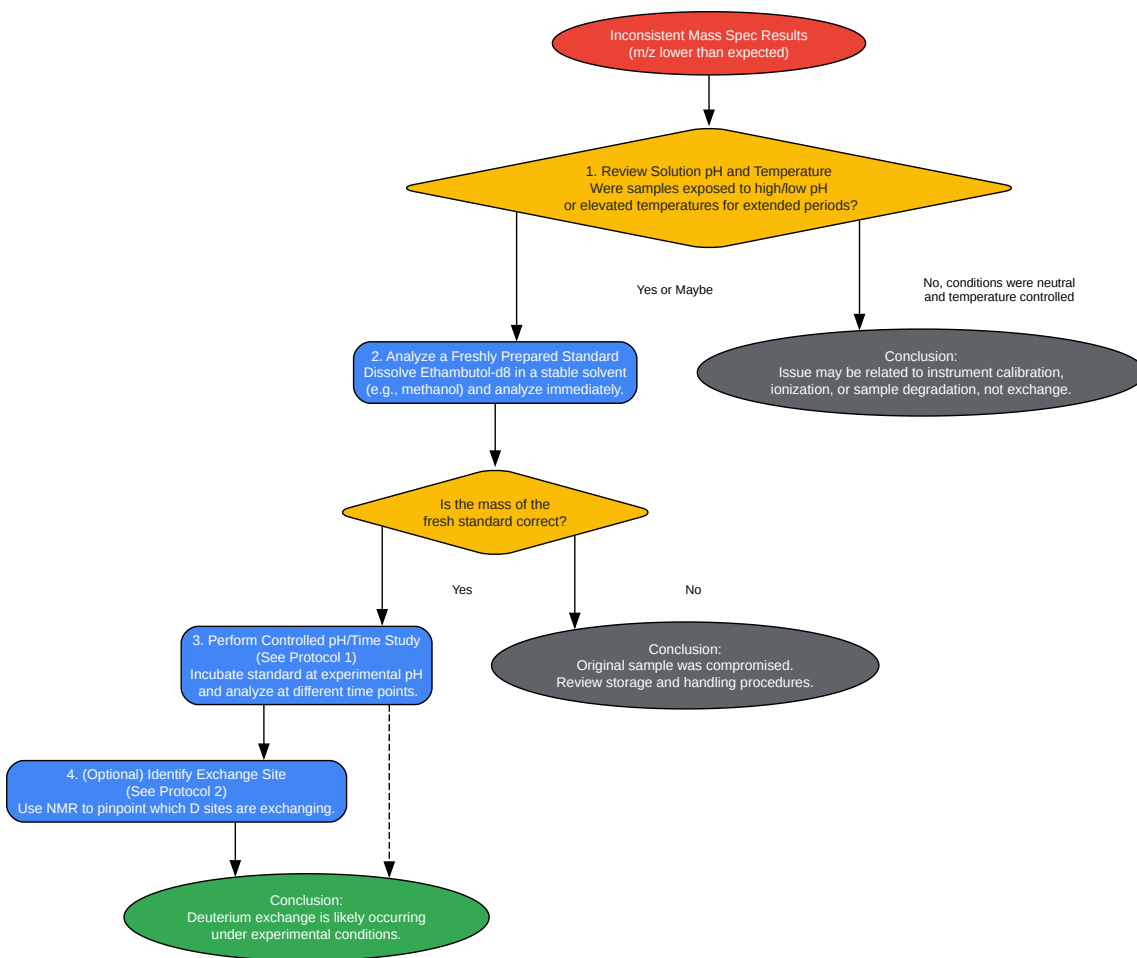 Inconsistent Mass Spec Results
(m/z lower than expected)
1. Review Solution pH and Temperature
Were samples exposed to high/low pH
or elevated temperatures for extended periods?
Yes or Maybe
No, conditions were neutral
and temperature controlled
2. Analyze a Freshly Prepared Standard
Dissolve Ethambutol-d8 in a stable solvent
(e.g., methanol) and analyze immediately.
Conclusion:
Issue may be related to instrument calibration,
ionization, or sample degradation, not exchange.
Is the mass of the
fresh standard correct?
Yes
No
3. Perform Controlled pH/Time Study
(See Protocol 1)
Incubate standard at experimental pH
and analyze at different time points.
Conclusion:
Original sample was compromised.
Review storage and handling procedures.
4. (Optional) Identify Exchange Site
(See Protocol 2)
Use NMR to pinpoint which D sites are exchanging.
Conclusion:
Deuterium exchange is likely occurring
under experimental conditions.